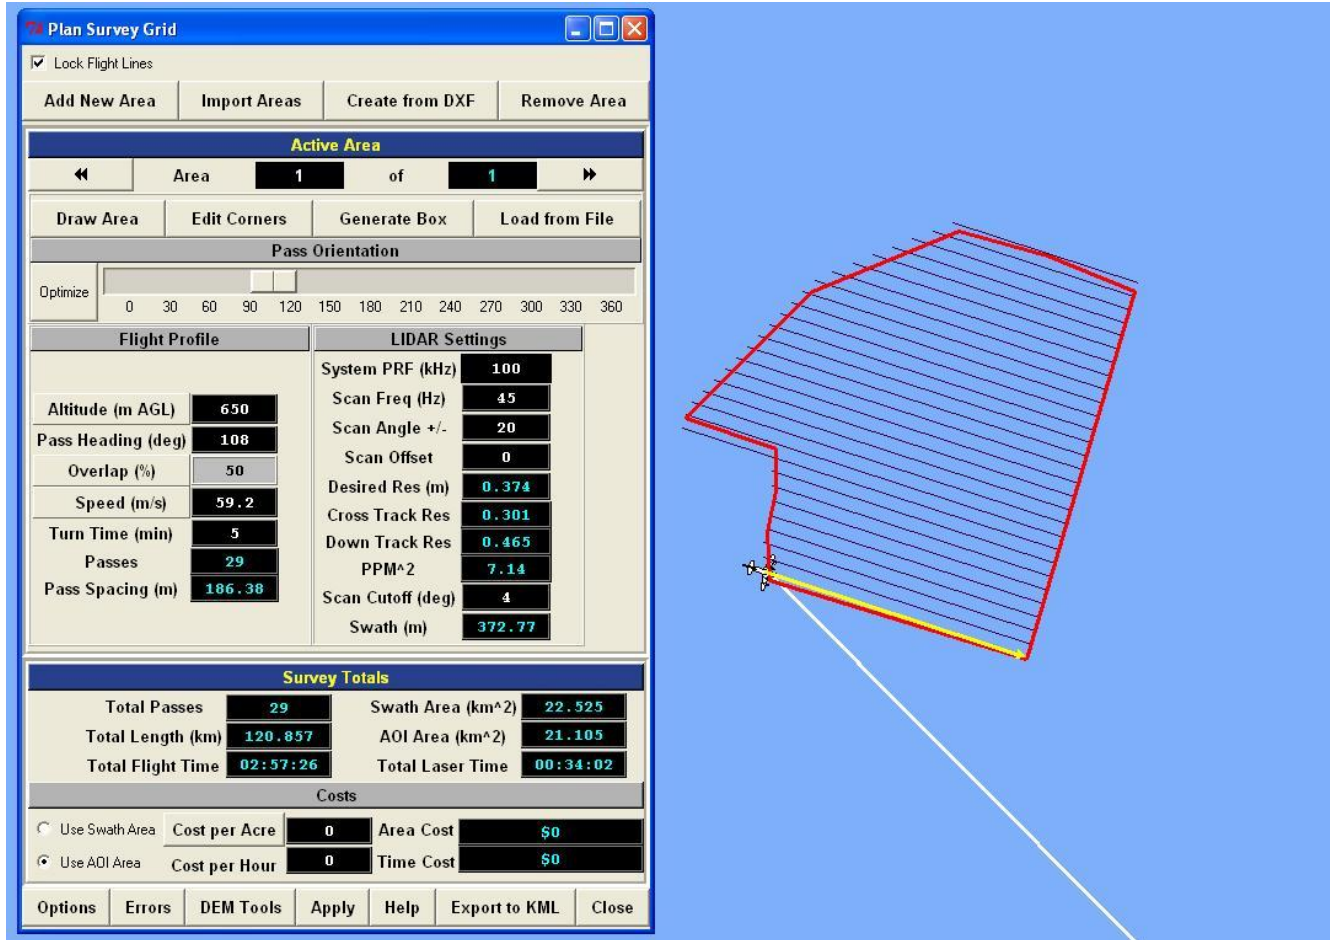 Plan Survey Grid
Lock Flight Lines
Add New Area Import Areas Create from DXF Remove Area
Active Area
Area 1 of 1
Draw Area Edit Corners Generate Box Load from File
Pass Orientation
Optimize
0 30 60 90 120 150 180 210 240 270 300 330 360
Flight Profile
Altitude (m AGL) 650
Pass Heading (deg) 108
Overlap (%) 50
Speed (m/s) 59.2
Turn Time (min) 5
Passes 29
Pass Spacing (m) 186.38
LIDAR Settings
System PRF (kHz) 100
Scan Freq (Hz) 45
Scan Angle +/- 20
Scan Offset 0
Desired Res (m) 0.374
Cross Track Res 0.301
Down Track Res 0.465
PPM^2 7.14
Scan Cutoff (deg) 4
Swath (m) 372.77
Survey Totals
Total Passes 29 Swath Area (km^2) 22.525
Total Length (km) 120.857 AOI Area (km^2) 21.105
Total Flight Time 02:57:26 Total Laser Time 00:34:02
Costs
Use Swath Area Cost per Acre 0 Area Cost $0
Use AOI Area Cost per Hour 0 Time Cost $0
Options Errors DEM Tools Apply Help Export to KML Close